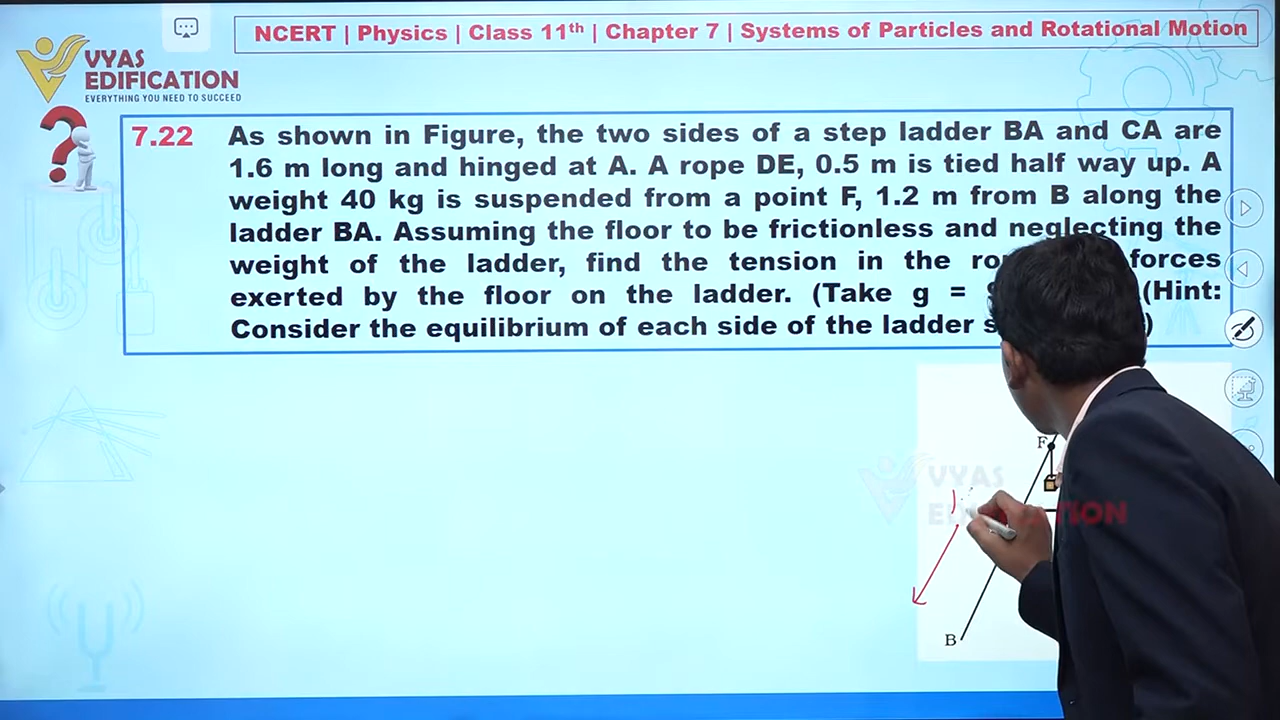 NCERT | Physics | Class 11th | Chapter 7 | Systems of Particles and Rotational Motion
VYAS
EDIFICATION
EVERYTHING YOU NEED TO SUCCEED
7.22 As shown in Figure, the two sides of a step ladder BA and CA are
1.6 m long and hinged at A. A rope DE, 0.5 m is tied half way up. A
weight 40 kg is suspended from a point F, 1.2 m from B along the
ladder BA. Assuming the floor to be frictionless and neglecting the
weight of the ladder, find the tension in the forces
exerted by the floor on the ladder. (Take g = (Hint:
Consider the equilibrium of each side of the ladder
F
VYAS
B